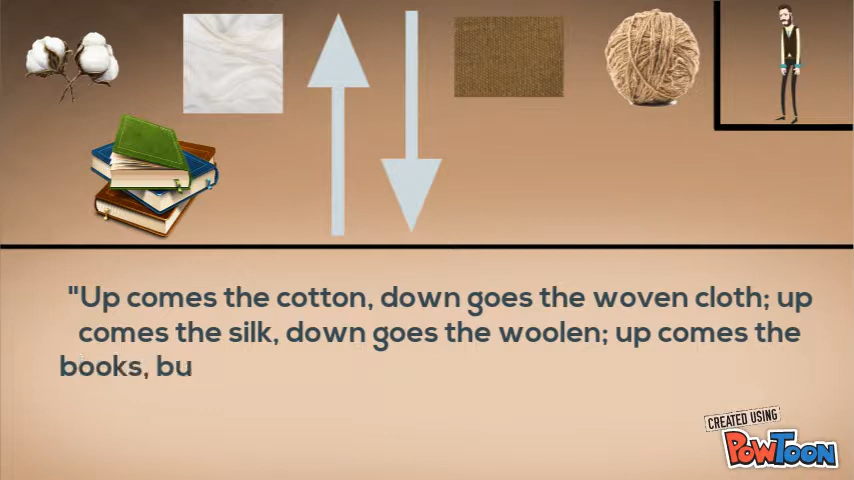 "Up comes the cotton, down goes the woven cloth; up
comes the silk, down goes the woolen; up comes the
books, bu
CREATED USING
PowToon